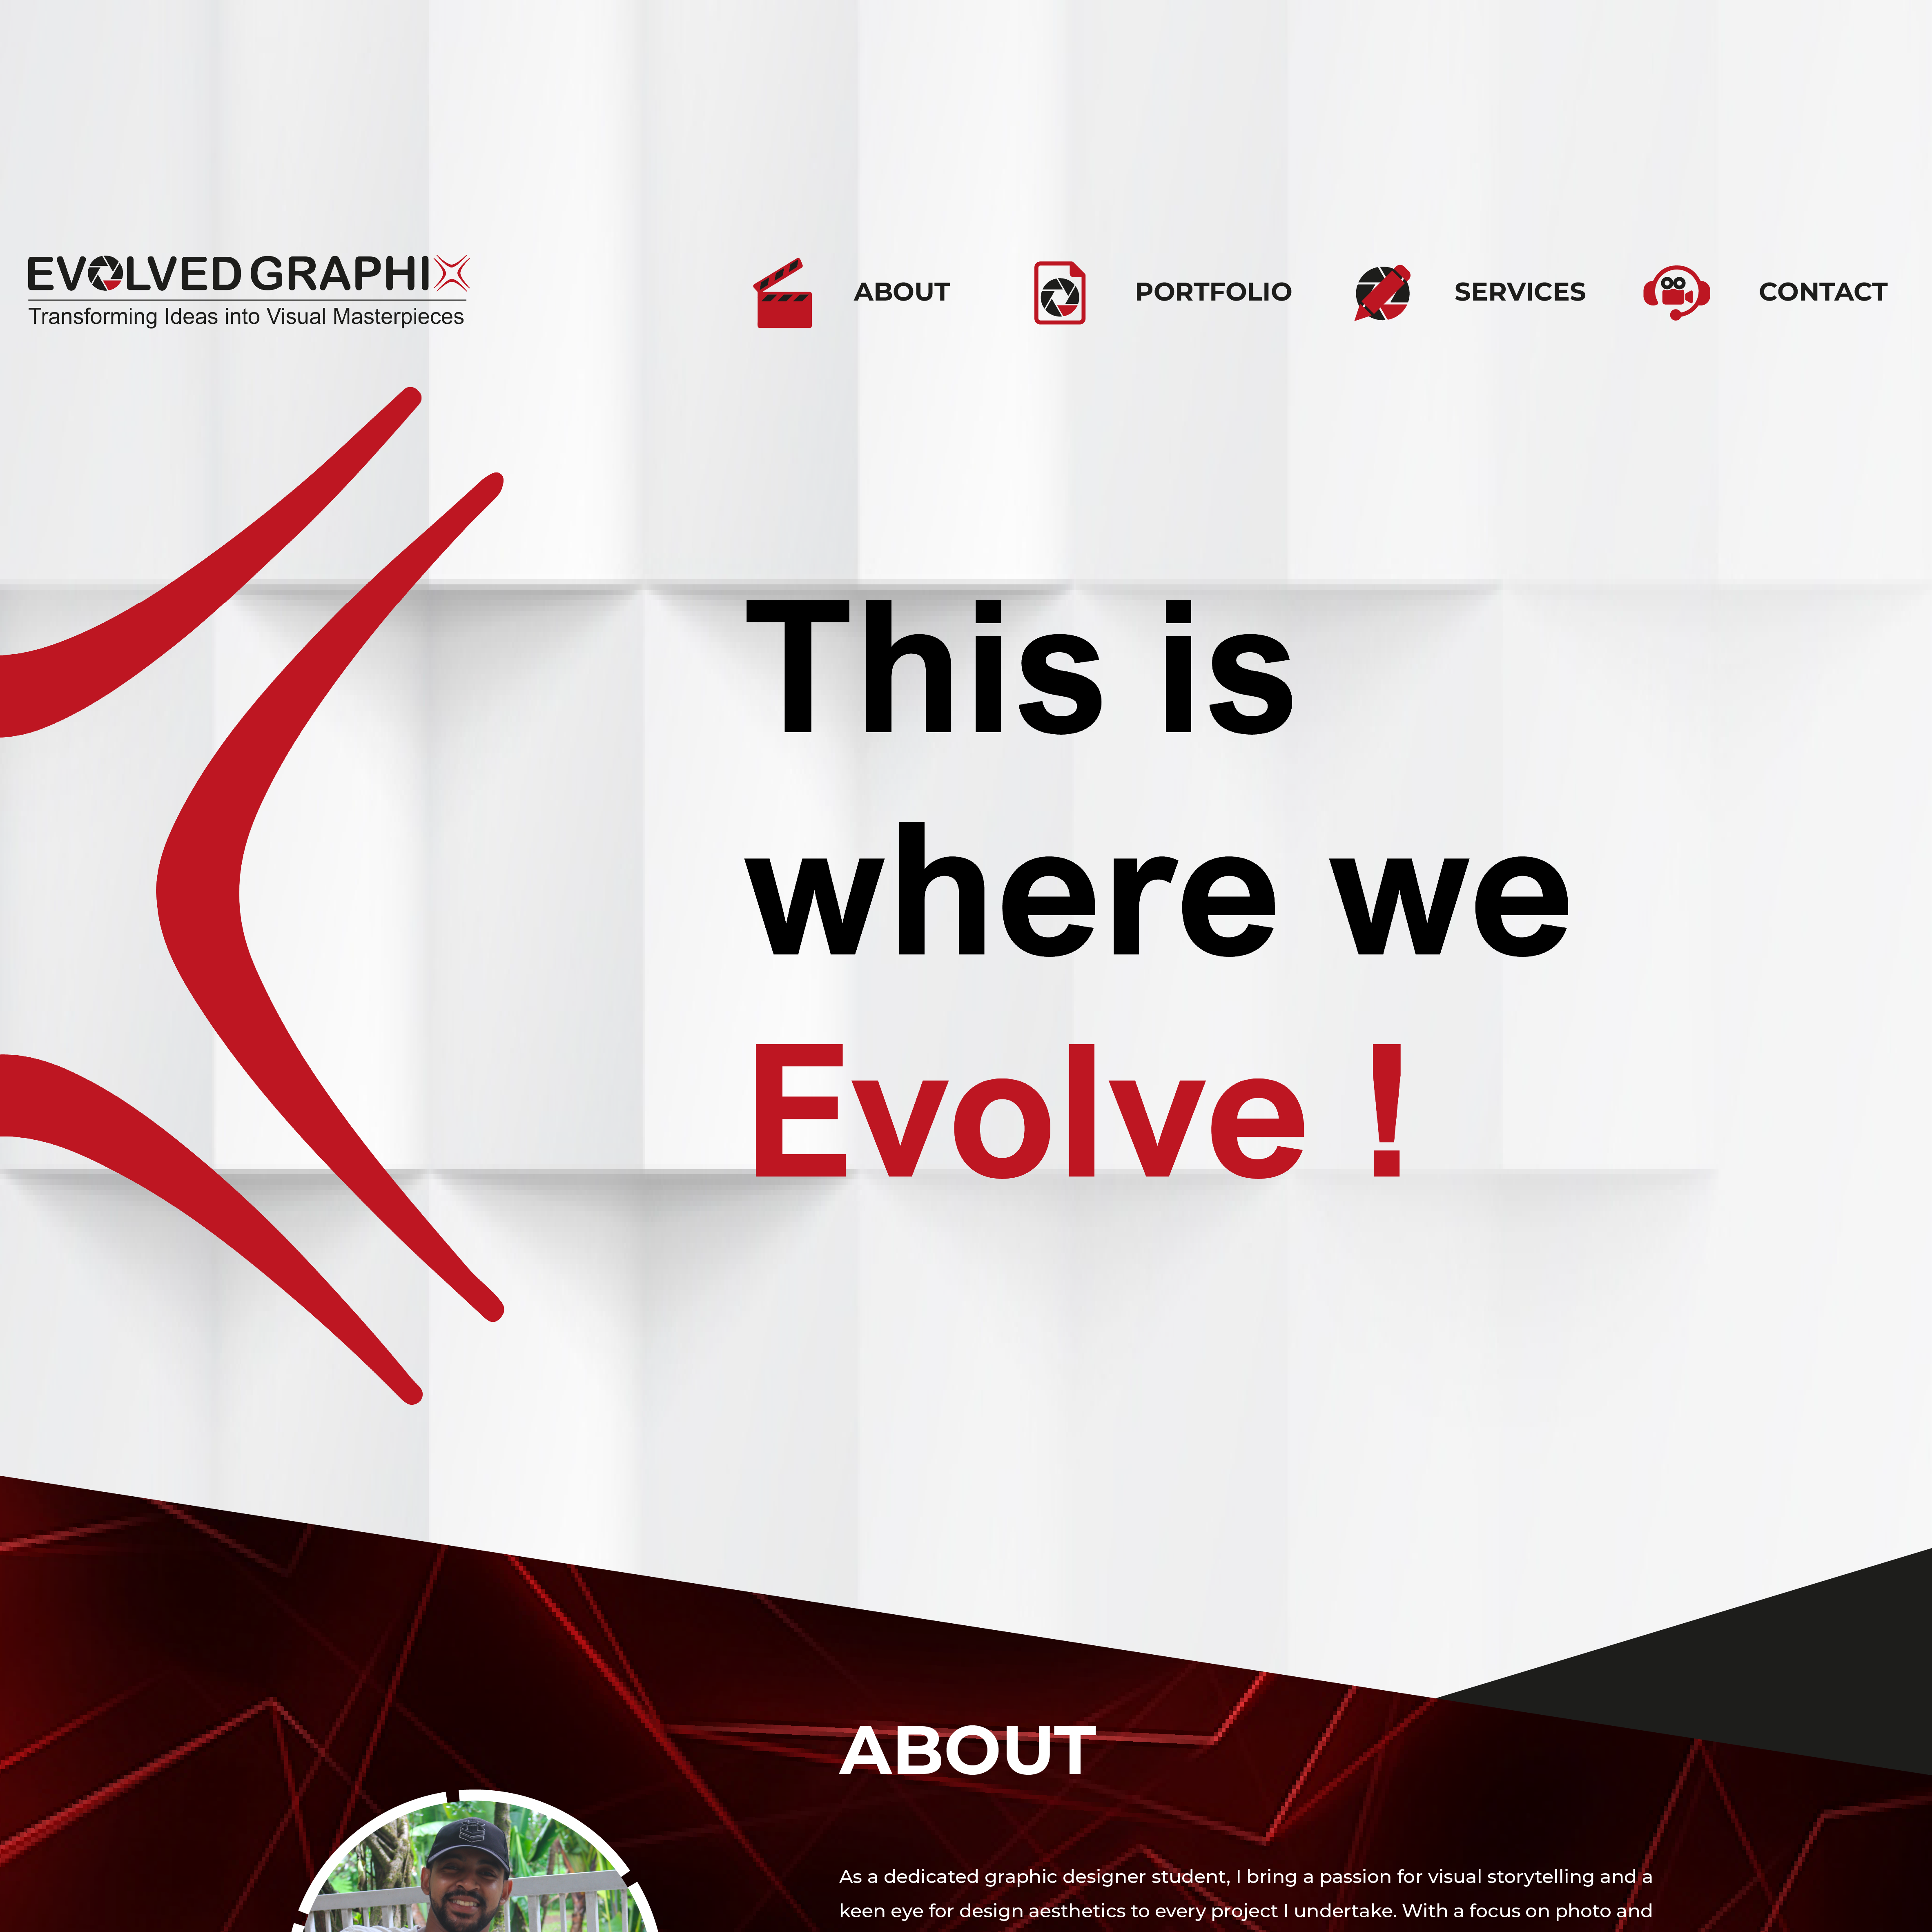 EVOLVED GRAPHIX
Transforming Ideas into Visual Masterpieces
ABOUT
PORTFOLIO
SERVICES
CONTACT
This is
where we
Evolve !
ABOUT
As a dedicated graphic designer student, I bring a passion for visual storytelling and a
keen eye for design aesthetics to every project I undertake. With a focus on photo and